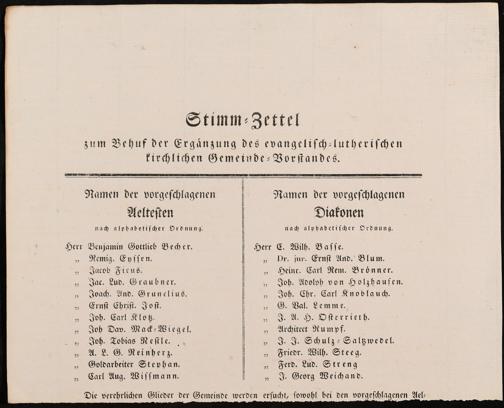 Stimm-Zettel
zum Behuf der Ergänzung des evangelisch-lutherischen
kirchlichen Gemeinde-Vorstandes.
Namen der vorgeschlagenen
Aeltesten
nach alphabetischer Ordnung.
Herr Benjamin Gottlieb Becher.
„ Remig. Eyssen.
„ Jacob Ficus.
„ Jac. Lud. Graubner.
„ Joach. And. Grunelius.
„ Ernst Christ. Jost.
„ Joh. Carl Klotz.
„ Joh Dav. Mack-Wiegel.
„ Joh. Tobias Restle.
„ A. L. G. Reinherz.
„ Goldarbeiter Stephan.
„ Carl Aug. Wissmann.
Namen der vorgeschlagenen
Diakonen
nach alphabetischer Ordnung.
Herr C. Wilh. Basse.
„ Dr. jur. Ernst And. Blum.
„ Heinr. Carl Rem. Brönner.
„ Joh. Adolph von Holzhausen.
„ Joh. Chr. Carl Knoblauch.
„ G. Val. Lemme.
„ J. A. H. Osterrieth.
„ Architect Rumpf.
„ J. J. Schulz-Salzwedel.
„ Friedr. Wilh. Steeg.
„ Ferd. Lud. Streng
„ J. Georg Weichand.
Die verehrlichen Glieder der Gemeinde werden ersucht, sowohl bei den vorgeschlagenen Ael-